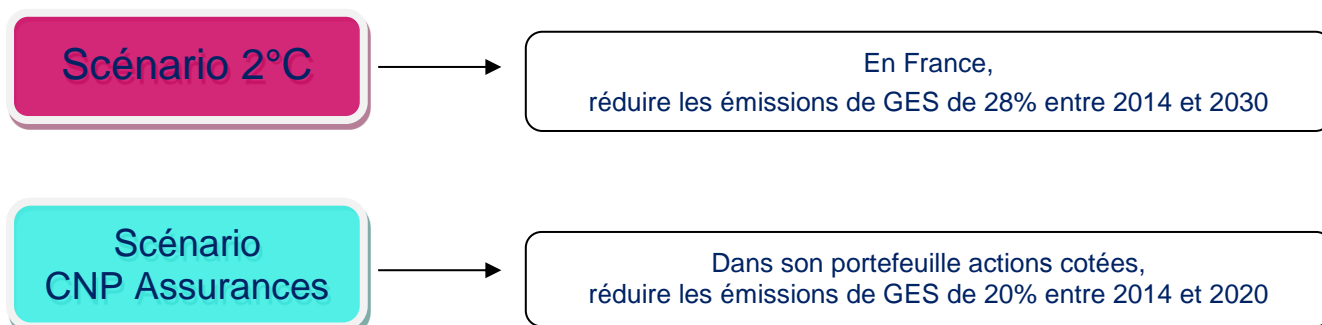 Scénario 2°C
En France,
réduire les émissions de GES de 28% entre 2014 et 2030
Scénario
CNP Assurances
Dans son portefeuille actions cotées,
réduire les émissions de GES de 20% entre 2014 et 2020